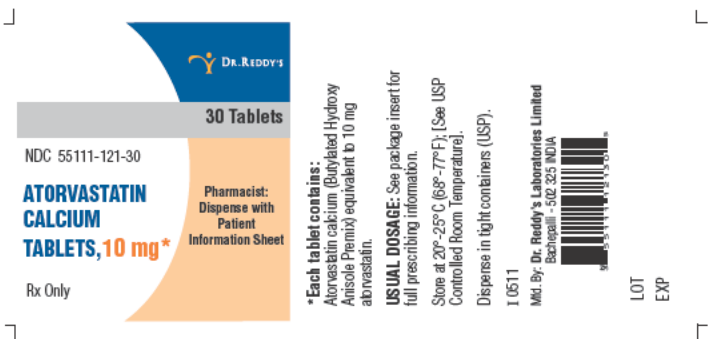 DR.REDDY'S
30 Tablets
NDC 55111-121-30
ATORVASTATIN
CALCIUM
TABLETS,10 mg*
Rx Only
Pharmacist:
Dispense with
Patient
Information Sheet
*Each tablet contains:
Atorvastatin calcium (Butylated Hydroxy
Anisole Premix) equivalent to 10 mg
atorvastatin.
USUAL DOSAGE: See package insert for
full prescribing information.
Store at 20°-25°C (68°-77°F); [See USP
Controlled Room Temperature].
Dispense in tight containers (USP).
I 0511
Mfd. By: Dr. Reddy's Laboratories Limited
Bachepalli - 502 325 INDIA
LOT
EXP